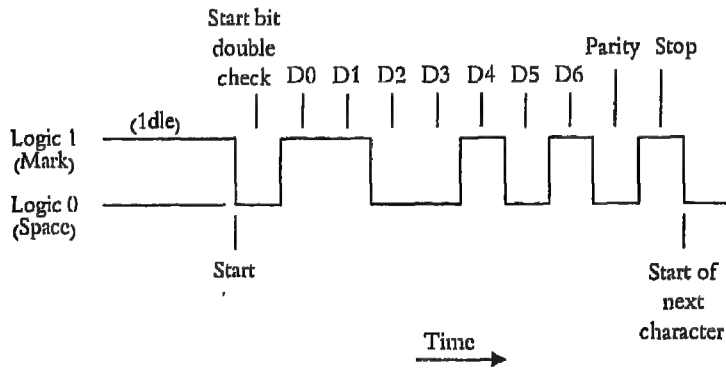 Start bit
double
check
D0
D1
D2
D3
D4
D5
D6
Parity
Stop
(1dle)
Logic 1
(Mark)
Logic 0
(Space)
Start
Start of
next
character
Time